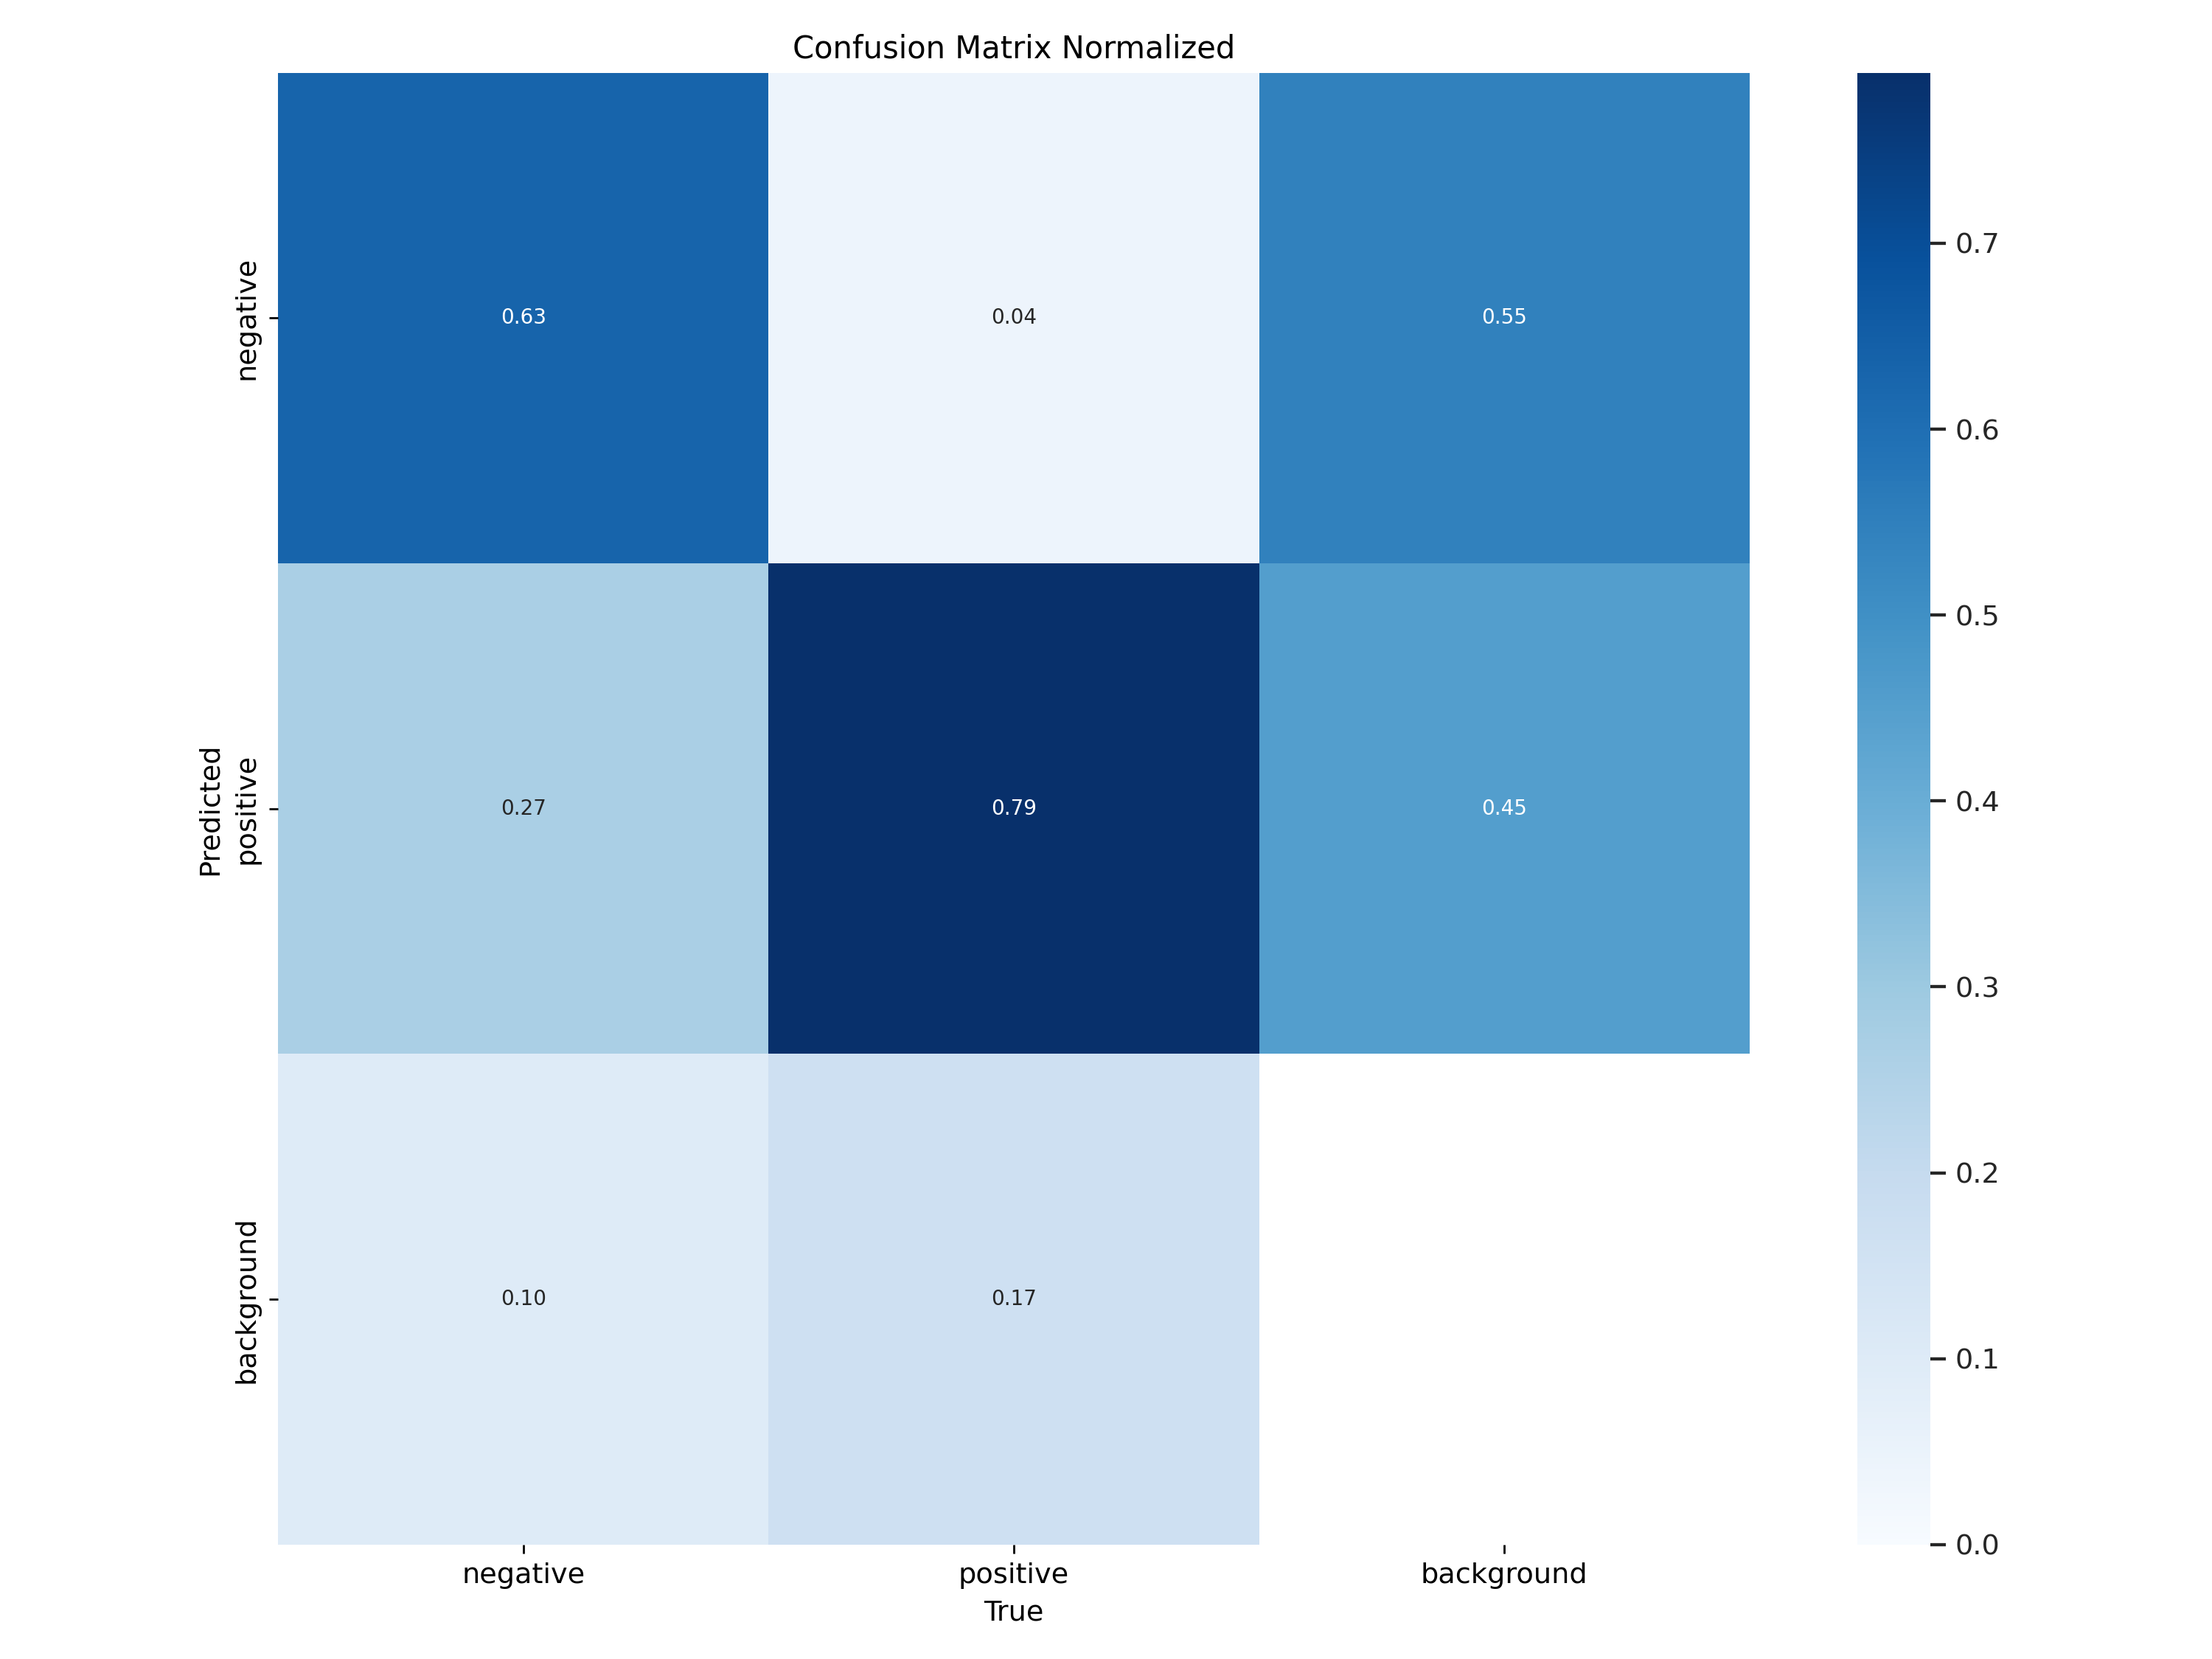 Confusion Matrix Normalized
negative
0.63
0.04
0.55
Predicted
positive
0.27
0.79
0.45
background
0.10
0.17
negative
positive
background
True
0.7
0.6
0.5
0.4
0.3
0.2
0.1
0.0